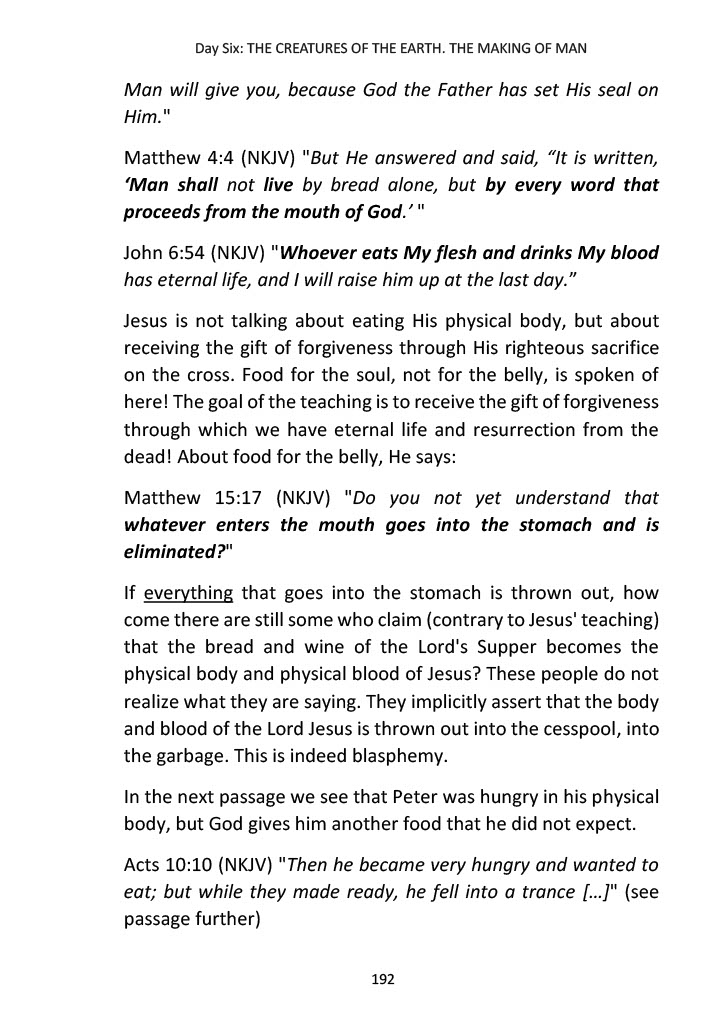 Day Six: THE CREATURES OF THE EARTH. THE MAKING OF MAN
Man will give you, because God the Father has set His seal on
Him."
Matthew 4:4 (NKJV) "But He answered and said, “It is written,
‘Man shall not live by bread alone, but by every word that
proceeds from the mouth of God.’ "
John 6:54 (NKJV) "Whoever eats My flesh and drinks My blood
has eternal life, and I will raise him up at the last day.”
Jesus is not talking about eating His physical body, but about
receiving the gift of forgiveness through His righteous sacrifice
on the cross. Food for the soul, not for the belly, is spoken of
here! The goal of the teaching is to receive the gift of forgiveness
through which we have eternal life and resurrection from the
dead! About food for the belly, He says:
Matthew 15:17 (NKJV) "Do you not yet understand that
whatever enters the mouth goes into the stomach and is
eliminated?"
If everything that goes into the stomach is thrown out, how
come there are still some who claim (contrary to Jesus' teaching)
that the bread and wine of the Lord's Supper becomes the
physical body and physical blood of Jesus? These people do not
realize what they are saying. They implicitly assert that the body
and blood of the Lord Jesus is thrown out into the cesspool, into
the garbage. This is indeed blasphemy.
In the next passage we see that Peter was hungry in his physical
body, but God gives him another food that he did not expect.
Acts 10:10 (NKJV) "Then he became very hungry and wanted to
eat; but while they made ready, he fell into a trance […]" (see
passage further)
192